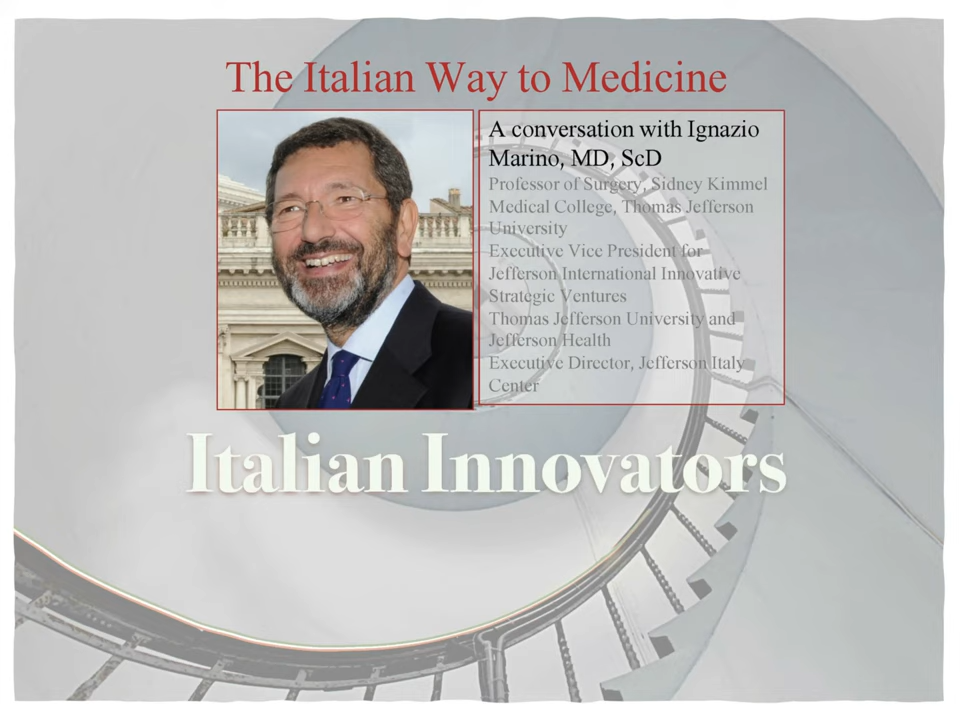 The Italian Way to Medicine
A conversation with Ignazio
Marino, MD, ScD
Professor of Surgery, Sidney Kimmel
Medical College, Thomas Jefferson
University
Executive Vice President for
Jefferson International Innovative
Strategic Ventures
Thomas Jefferson University and
Jefferson Health
Executive Director, Jefferson Italy
Center
Italian Innovators